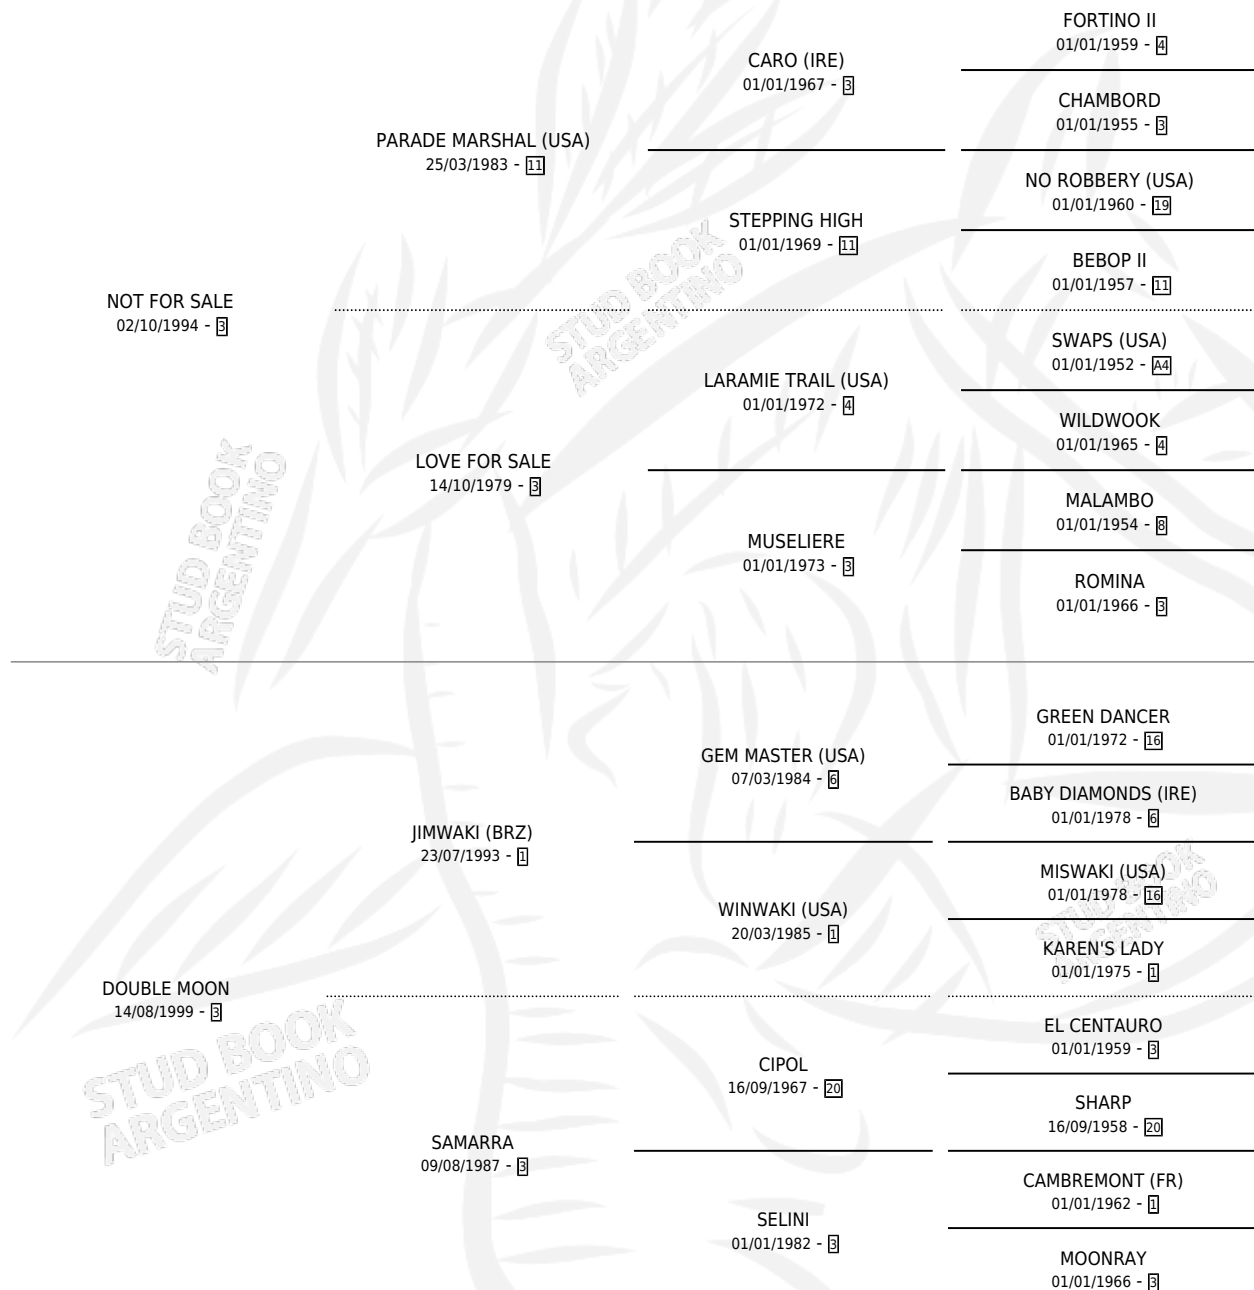 FORTINO II
01/01/1959 - 4
CARO (IRE)
01/01/1967 - 3
CHAMBORD
01/01/1955 - 3
PARADE MARSHAL (USA)
25/03/1983 - 11
NO ROBBERY (USA)
01/01/1960 - 19
STEPPING HIGH
01/01/1969 - 11
BEBOP II
01/01/1957 - 11
NOT FOR SALE
02/10/1994 - 3
STUD BOOK
ARGENTINO
SWAPS (USA)
01/01/1952 - A4
LARAMIE TRAIL (USA)
01/01/1972 - 4
WILDWOOK
01/01/1965 - 4
LOVE FOR SALE
14/10/1979 - 3
MALAMBO
01/01/1954 - 8
MUSELIERE
01/01/1973 - 3
ROMINA
01/01/1966 - 3
STUD BOOK
ARGENTINO
GREEN DANCER
01/01/1972 - 16
GEM MASTER (USA)
07/03/1984 - 6
BABY DIAMONDS (IRE)
01/01/1978 - 6
JIMWAKI (BRZ)
23/07/1993 - 1
MISWAKI (USA)
01/01/1978 - 16
WINWAKI (USA)
20/03/1985 - 1
STUD BOOK
ARGENTINO
KAREN'S LADY
01/01/1975 - 1
DOUBLE MOON
14/08/1999 - 3
EL CENTAURO
01/01/1959 - 3
CIPOL
16/09/1967 - 20
SHARP
16/09/1958 - 20
STUD BOOK
ARGENTINO
SAMARRA
09/08/1987 - 3
CAMBREMONT (FR)
01/01/1962 - 1
SELINI
01/01/1982 - 3
MOONRAY
01/01/1966 - 3